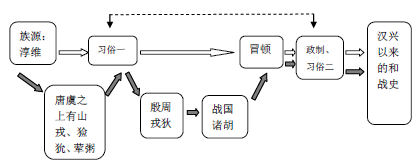 族源：
淳维
习俗一
冒顿
政制、
习俗二
汉兴
以来
的和
战史
唐虞之
上有山
戎、猃
狁、荤粥
殷周
戎狄
战国
诸胡